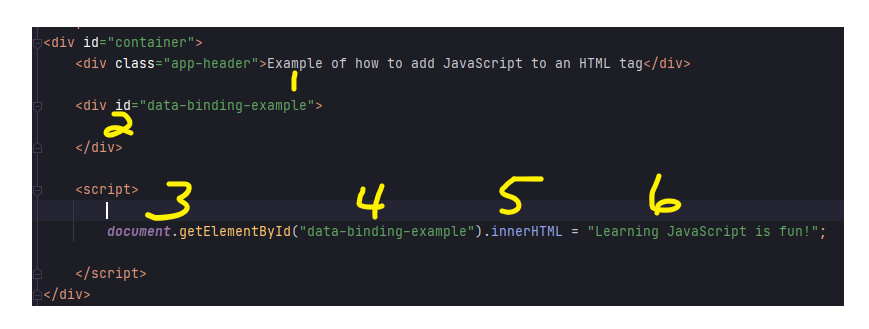 <div id="container">
<div class="app-header">Example of how to add JavaScript to an HTML tag</div>
1
<div id="data-binding-example">
2
</div>
<script>
3 4 5 6
document.getElementById("data-binding-example").innerHTML = "Learning JavaScript is fun!";
</script>
</div>